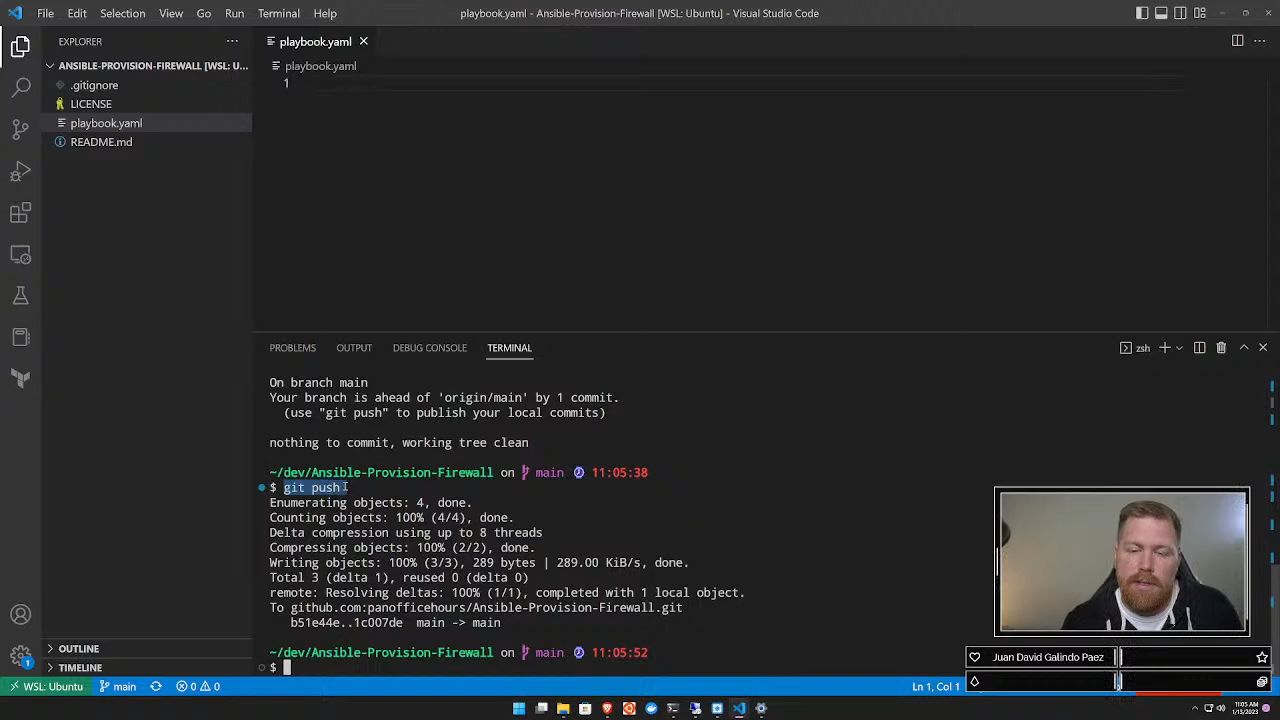 File Edit Selection View Go Run Terminal Help
playbook.yaml - Ansible-Provision-Firewall [WSL: Ubuntu] - Visual Studio Code
EXPLORER
ANSIBLE-PROVISION-FIREWALL [WSL: U...
.gitignore
LICENSE
playbook.yaml
README.md
OUTLINE
TIMELINE
playbook.yaml
playbook.yaml
1
PROBLEMS OUTPUT DEBUG CONSOLE TERMINAL
zsh
On branch main
Your branch is ahead of 'origin/main' by 1 commit.
(use "git push" to publish your local commits)
nothing to commit, working tree clean
~/dev/Ansible-Provision-Firewall on main 11:05:38
$ git push
Enumerating objects: 4, done.
Counting objects: 100% (4/4), done.
Delta compression using up to 8 threads
Compressing objects: 100% (2/2), done.
Writing objects: 100% (3/3), 289 bytes | 289.00 KiB/s, done.
Total 3 (delta 1), reused 0 (delta 0)
remote: Resolving deltas: 100% (1/1), completed with 1 local object.
To github.com:panofficehours/Ansible-Provision-Firewall.git
b51e44e..1c007de main -> main
~/dev/Ansible-Provision-Firewall on main 11:05:52
$
Juan David Galindo Paez
1
WSL: Ubuntu main 0 0 Ln 1, Col 1
11:05 AM
1/13/2023